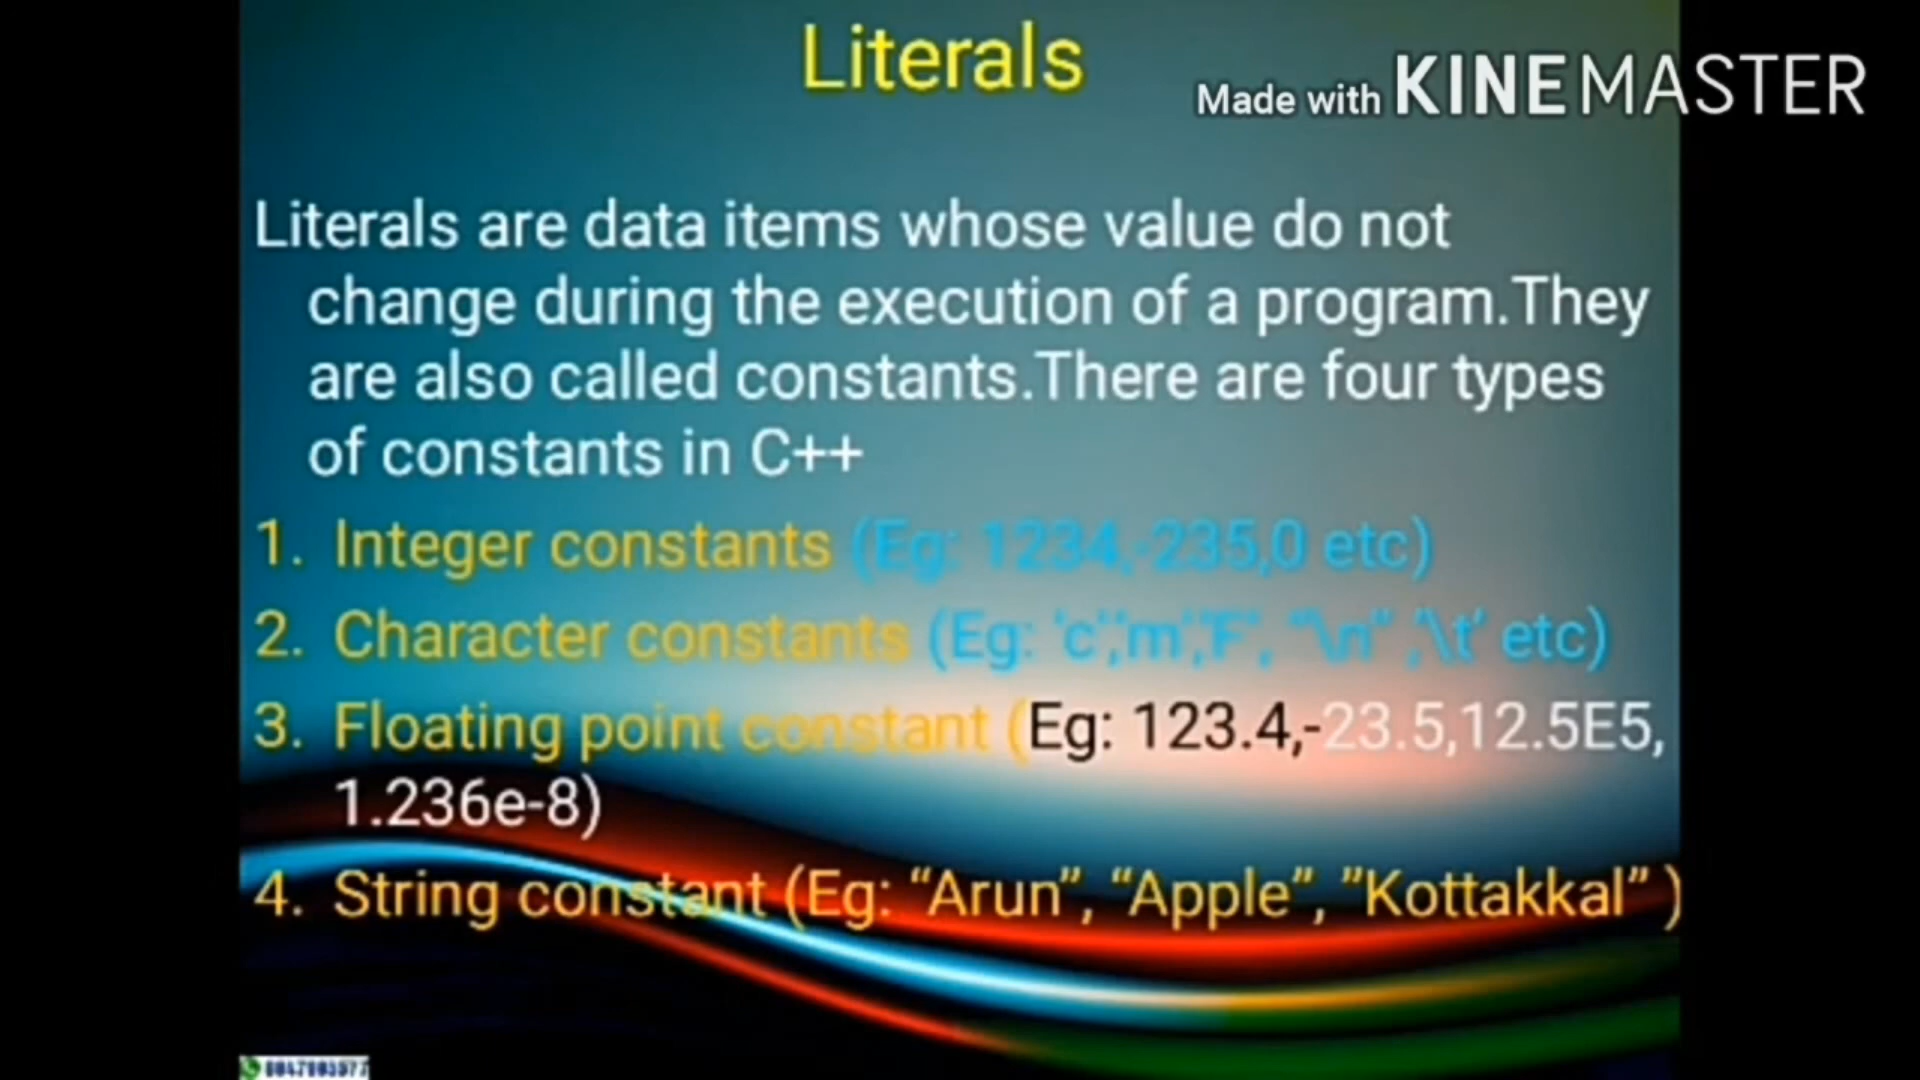 Literals
Made with KINEMASTER
Literals are data items whose value do not
change during the execution of a program.They
are also called constants.There are four types
of constants in C++
1. Integer constants (Eg: 1234,-235,0 etc)
2. Character constants (Eg: 'c','m','F', "\n" ,'\t' etc)
3. Floating point constant (Eg: 123.4,-23.5,12.5E5,
1.236e-8)
4. String constant (Eg: “Arun”, “Apple”, ”Kottakkal” )